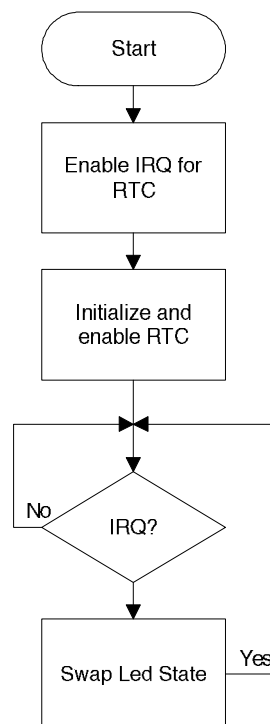 Start
Enable IRQ for
RTC
Initialize and
enable RTC
No
IRQ?
Swap Led State
Yes